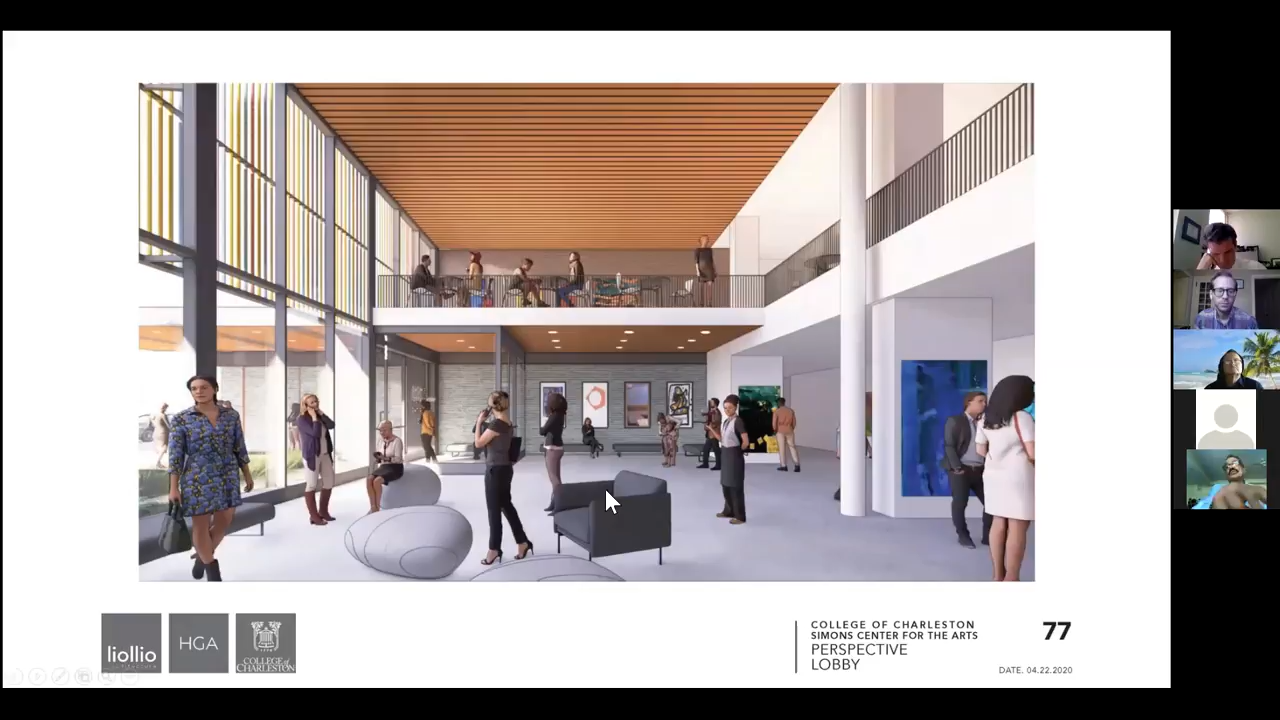 liollio
HGA
COLLEGE of
CHARLESTON
COLLEGE OF CHARLESTON
SIMONS CENTER FOR THE ARTS
PERSPECTIVE
LOBBY
77
DATE. 04.22.2020